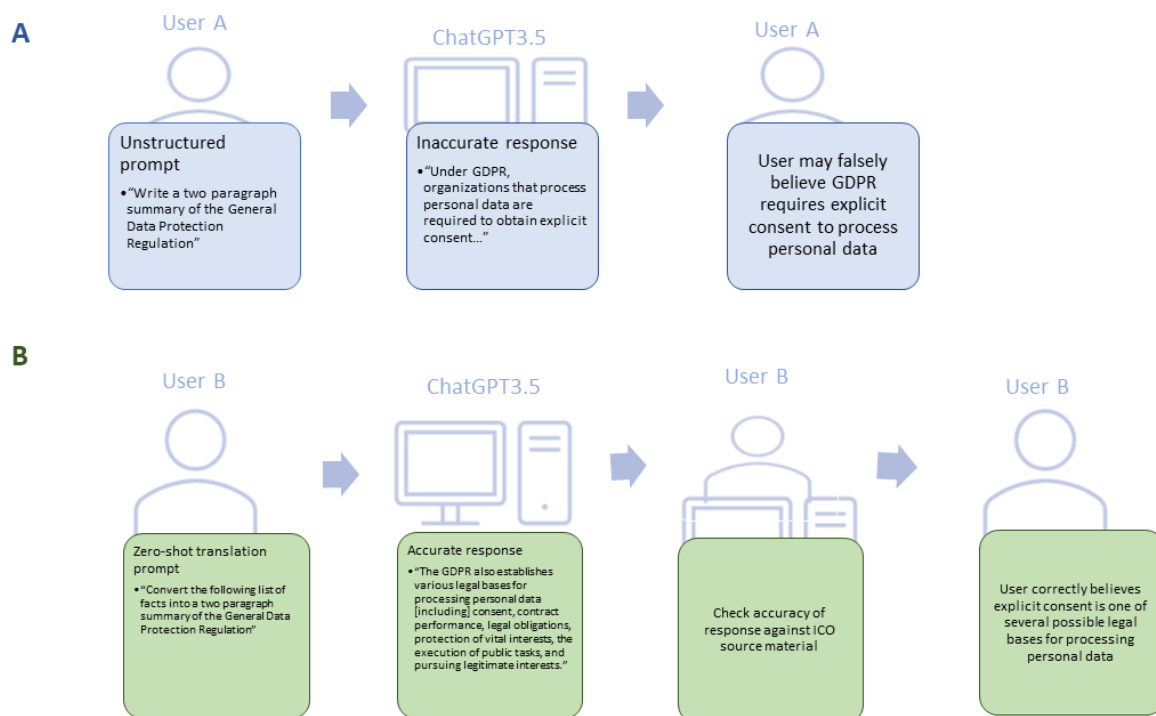 A
User A
ChatGPT3.5
User A
Unstructured
prompt
•“Write a two paragraph
summary of the General
Data Protection
Regulation”
Inaccurate response
•“Under GDPR,
organizations that process
personal data are
required to obtain explicit
consent…”
User may falsely
believe GDPR
requires explicit
consent to process
personal data
B
User B
ChatGPT3.5
User B
User B
Zero-shot translation
prompt
•“Convert the following list of
facts into a two paragraph
summary of the General Data
Protection Regulation”
Accurate response
•“The GDPR also establishes
various legal bases for
processing personal data
[including] consent, contract
performance, legal obligations,
protection of vital interests, the
execution of public tasks, and
pursuing legitimate interests.”
Check accuracy of
response against ICO
source material
User correctly believes
explicit consent is one of
several possible legal
bases for processing
personal data